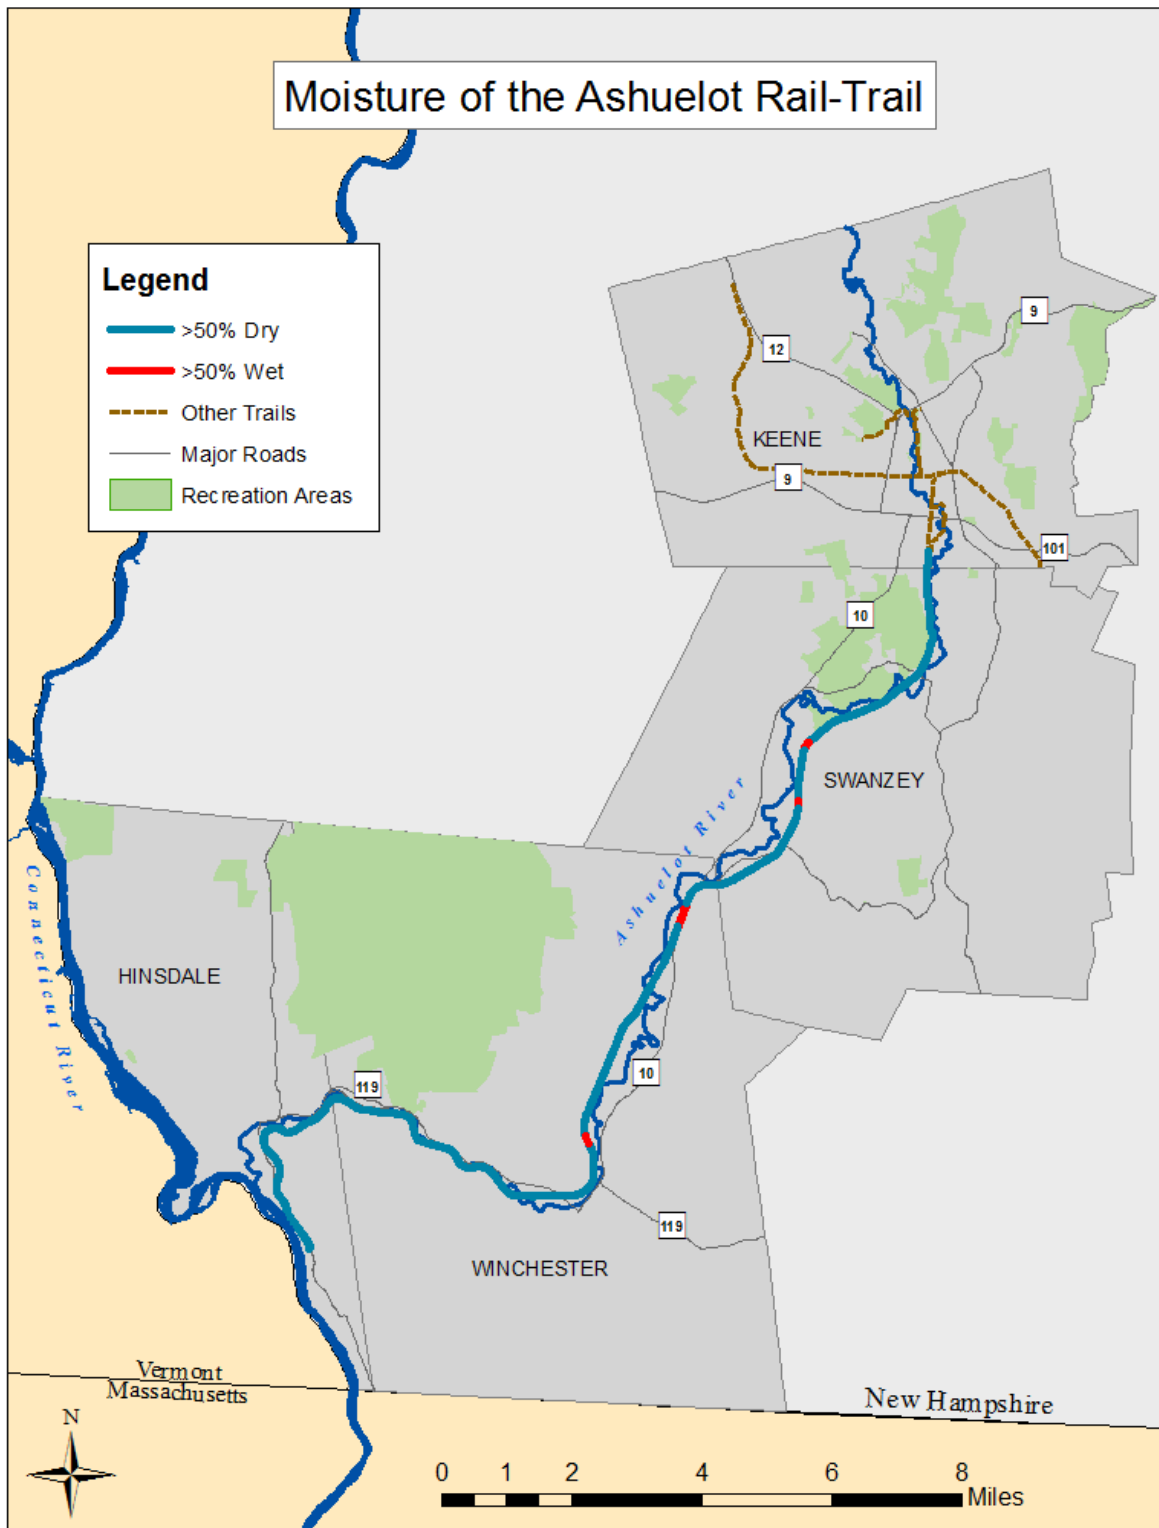 Moisture of the Ashuelot Rail-Trail
Legend
>50% Dry
>50% Wet
Other Trails
Major Roads
Recreation Areas
9
12
KEENE
9
101
10
SWANZEY
Ashuelot River
Connecticut River
HINSDALE
10
119
119
WINCHESTER
Vermont
Massachusetts
New Hampshire
N
0 1 2 4 6 8
Miles